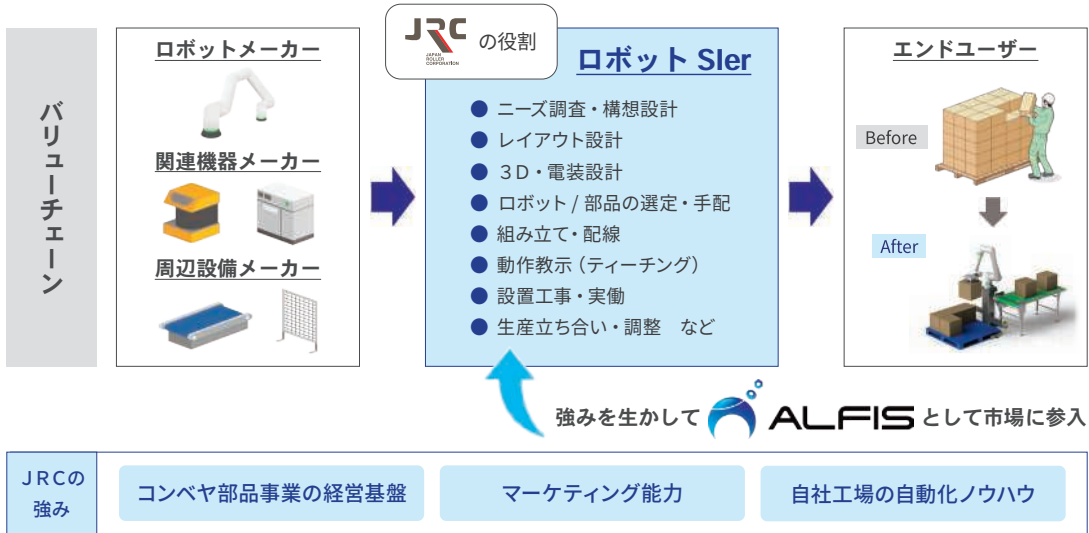 バリューチェーン
ロボットメーカー
関連機器メーカー
周辺設備メーカー
JRC
JAPAN
ROLLER
CORPORATION
の役割
ロボット SIer
● ニーズ調査・構想設計
● レイアウト設計
● 3D・電装設計
● ロボット / 部品の選定・手配
● 組み立て・配線
● 動作教示(ティーチング)
● 設置工事・実働
● 生産立ち合い・調整 など
エンドユーザー
Before
After
強みを生かして ALFIS として市場に参入
JRCの
強み
コンベヤ部品事業の経営基盤
マーケティング能力
自社工場の自動化ノウハウ